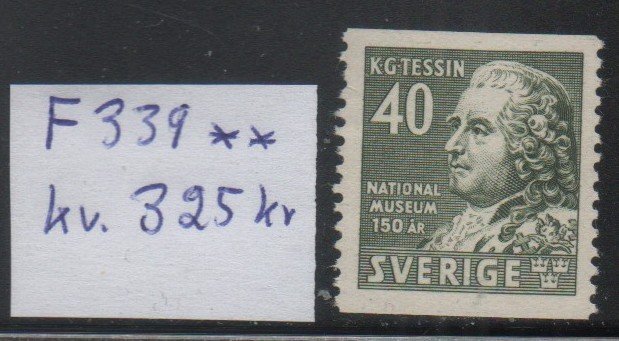 F 339 **
kv. 325 kr
K·G·TESSIN
40
NATIONAL
MUSEUM
150 ÅR
SVERIGE